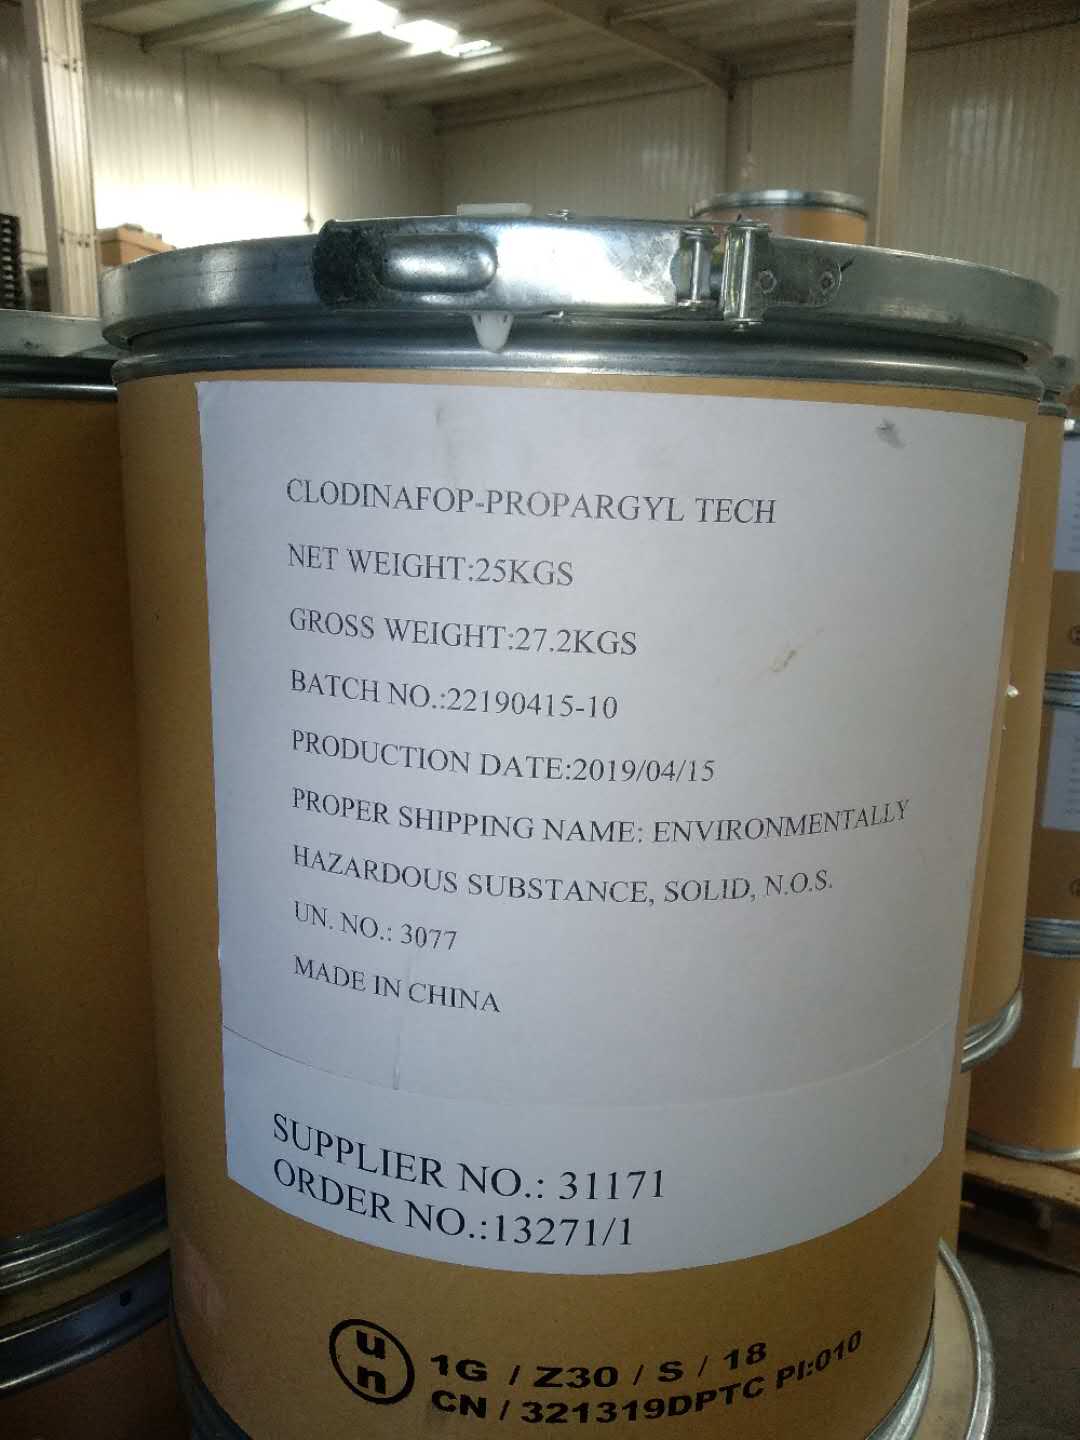 CLODINAFOP-PROPARGYL TECH
NET WEIGHT:25KGS
GROSS WEIGHT:27.2KGS
BATCH NO.:22190415-10
PRODUCTION DATE:2019/04/15
PROPER SHIPPING NAME: ENVIRONMENTALLY
HAZARDOUS SUBSTANCE, SOLID, N.O.S.
UN. NO.: 3077
MADE IN CHINA
SUPPLIER NO.: 31171
ORDER NO.:13271/1
u
n
1G / Z30 / S / 18
CN / 321319DPTC PI:010